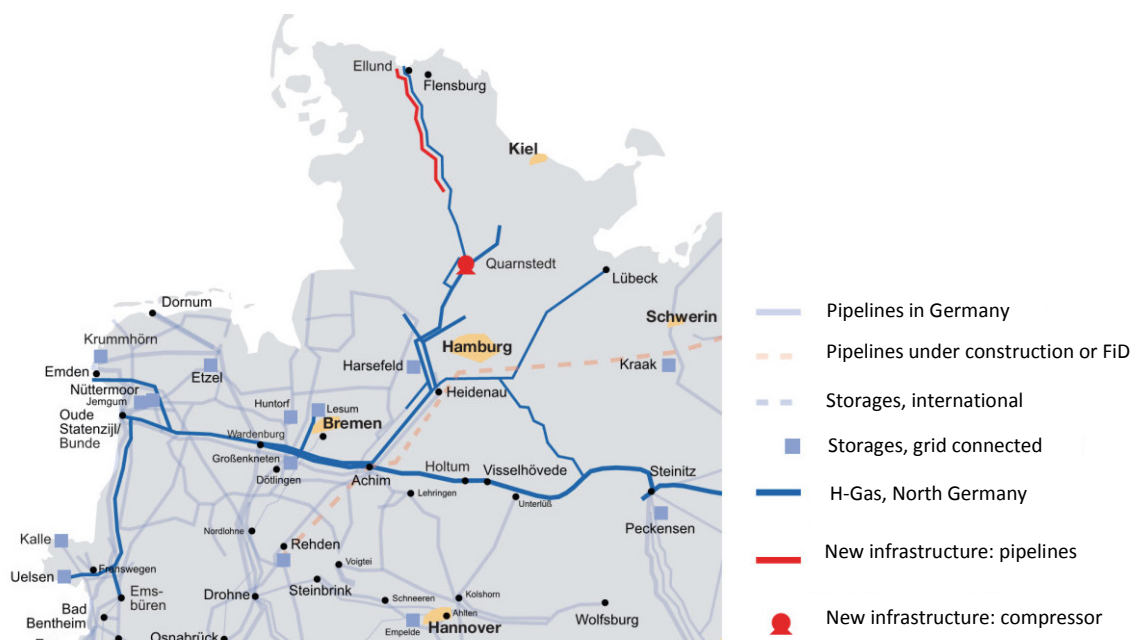 Ellund
Flensburg
Kiel
Quarnstedt
Lübeck
Dornum
Schwerin
Krummhörn
Hamburg
Emden
Etzel
Harsefeld
Kraak
Nüttermoor
Jemgum
Huntorf
Lesum
Heidenau
Oude
Statenzijl/
Bunde
Bremen
Wardenburg
Großenkneten
Dötlingen
Achim
Holtum
Visselhövede
Steinitz
Lehringen
Unterlüß
Peckensen
Nordlohne
Kalle
Rehden
Voigtei
Uelsen
Frenswegen
Steinbrink
Ems-
büren
Drohne
Schneeren
Kolshorn
Bad
Bentheim
Ahlten
Empelde
Hannover
Wolfsburg
Osnabrück
Pipelines in Germany
Pipelines under construction or FiD
Storages, international
Storages, grid connected
H-Gas, North Germany
New infrastructure: pipelines
New infrastructure: compressor